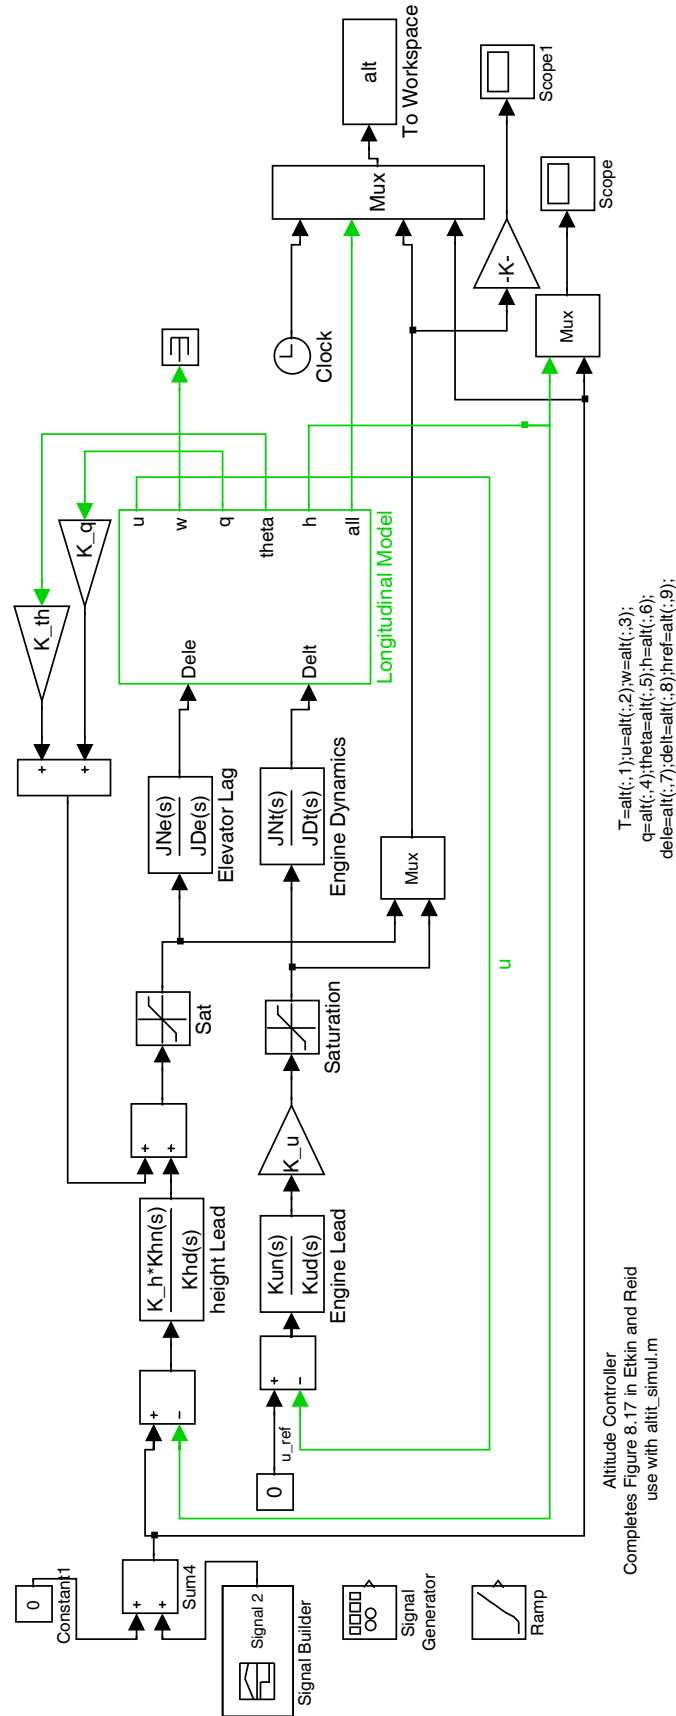 0
Constant1
+
+
Sum4
Signal 2
Signal Builder
Signal
Generator
Ramp
+
−
K_h*Khn(s)
Khd(s)
height Lead
+
+
Sat
JNe(s)
JDe(s)
Elevator Lag
+
+
K_th
K_q
0
u_ref
+
−
Kun(s)
Kud(s)
Engine Lead
K_u
Saturation
JNt(s)
JDt(s)
Engine Dynamics
Dele
Delt
u
w
q
theta
h
all
Longitudinal Model
Mux
u
Clock
Mux
alt
To Workspace
-K-
Scope1
Mux
Scope
Altitude Controller
Completes Figure 8.17 in Etkin and Reid
use with altit_simul.m
T=alt(:,1);u=alt(:,2);w=alt(:,3);
q=alt(:,4);theta=alt(:,5);h=alt(:,6);
dele=alt(:,7);delt=alt(:,8);href=alt(:,9);